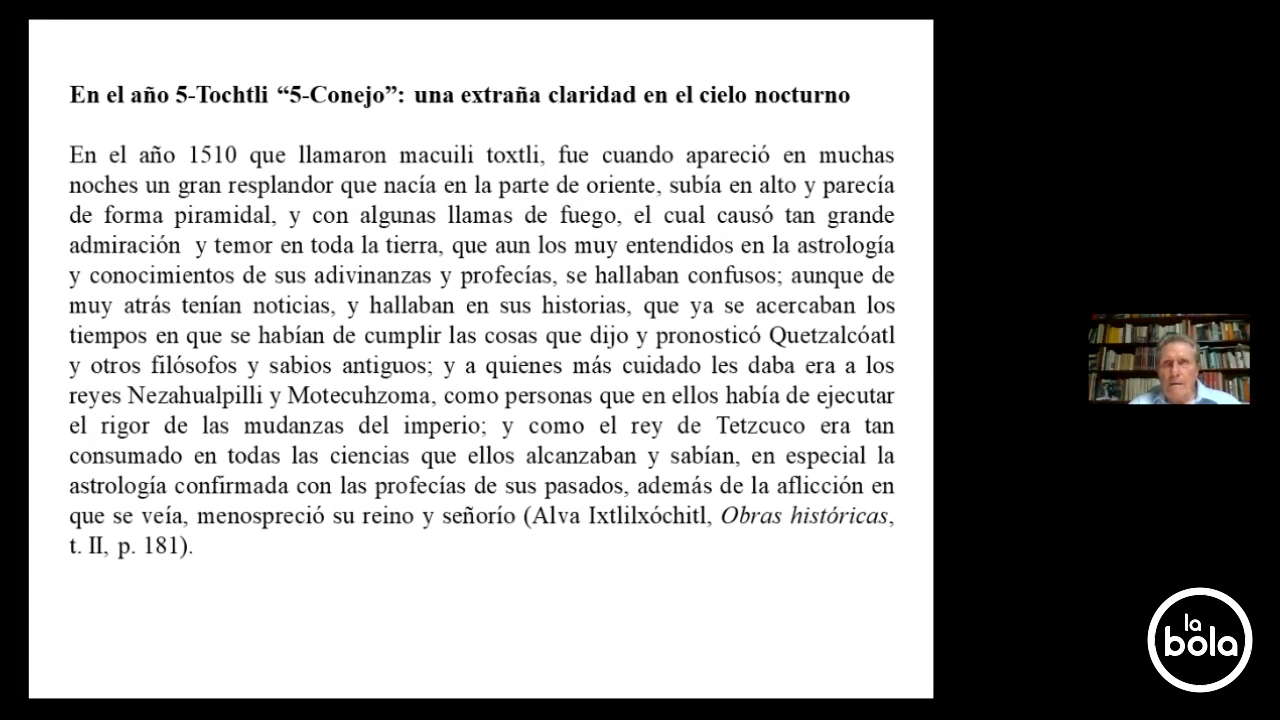 En el año 5-Tochtli “5-Conejo”: una extraña claridad en el cielo nocturno
En el año 1510 que llamaron macuili toxtli, fue cuando apareció en muchas
noches un gran resplandor que nacía en la parte de oriente, subía en alto y parecía
de forma piramidal, y con algunas llamas de fuego, el cual causó tan grande
admiración y temor en toda la tierra, que aun los muy entendidos en la astrología
y conocimientos de sus adivinanzas y profecías, se hallaban confusos; aunque de
muy atrás tenían noticias, y hallaban en sus historias, que ya se acercaban los
tiempos en que se habían de cumplir las cosas que dijo y pronosticó Quetzalcóatl
y otros filósofos y sabios antiguos; y a quienes más cuidado les daba era a los
reyes Nezahualpilli y Motecuhzoma, como personas que en ellos había de ejecutar
el rigor de las mudanzas del imperio; y como el rey de Tetzcuco era tan
consumado en todas las ciencias que ellos alcanzaban y sabían, en especial la
astrología confirmada con las profecías de sus pasados, además de la aflicción en
que se veía, menospreció su reino y señorío (Alva Ixtlilxóchitl, Obras históricas,
t. II, p. 181).
la
bola